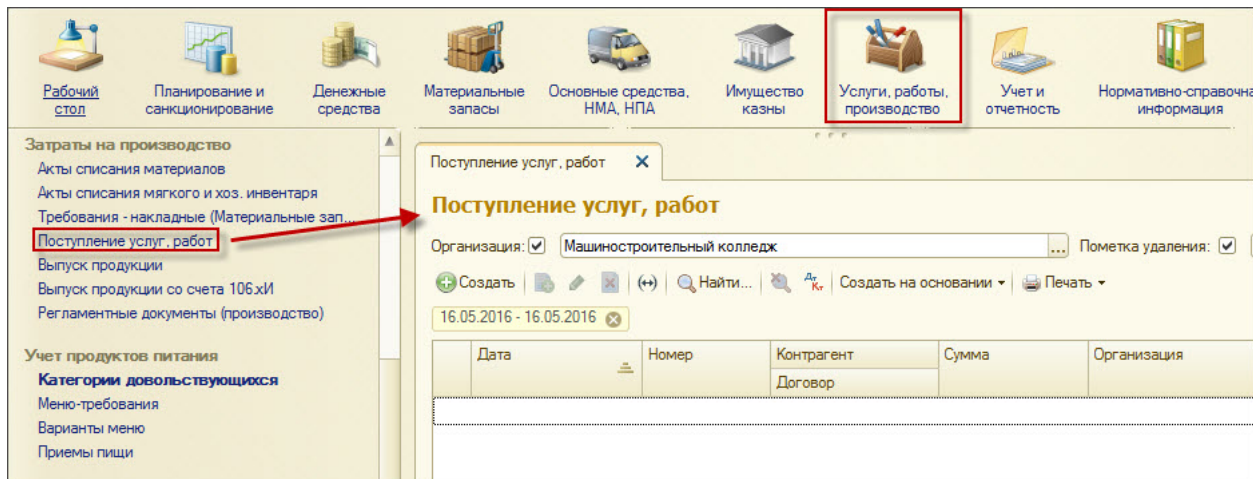 Рабочий стол
Планирование и санкционирование
Денежные средства
Материальные запасы
Основные средства, НМА, НПА
Имущество казны
Услуги, работы, производство
Учет и отчетность
Нормативно-справочна
информация
Затраты на производство
Акты списания материалов
Акты списания мягкого и хоз. инвентаря
Требования - накладные (Материальные зап...
Поступление услуг, работ
Выпуск продукции
Выпуск продукции со счета 106.хИ
Регламентные документы (производство)
Учет продуктов питания
Категории довольствующихся
Меню-требования
Варианты меню
Приемы пищи
Поступление услуг, работ
Поступление услуг, работ
Организация: Машиностроительный колледж ... Пометка удаления:
Создать Найти... Дт Кт Создать на основании Печать
16.05.2016 - 16.05.2016
Дата Номер Контрагент Сумма Организация
Договор